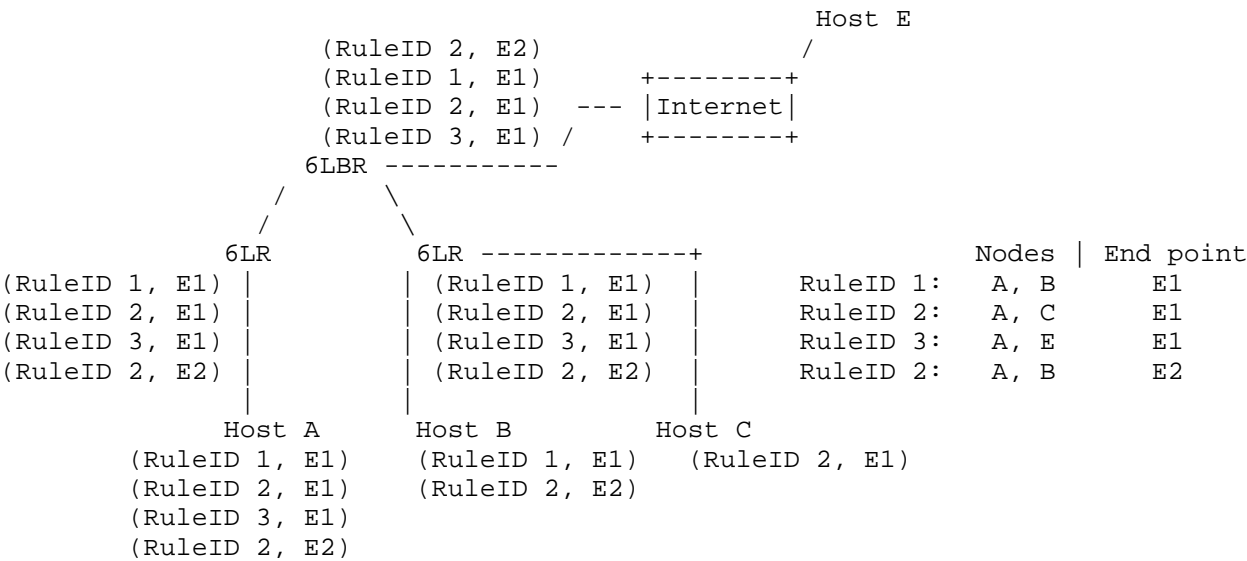 Host E
(RuleID 2, E2) /
(RuleID 1, E1) +--------+
(RuleID 2, E1) --- |Internet|
(RuleID 3, E1) / +--------+
6LBR -----------
/ \
/ \
6LR 6LR -------------+ Nodes | End point
(RuleID 1, E1) | | (RuleID 1, E1) | RuleID 1: A, B E1
(RuleID 2, E1) | | (RuleID 2, E1) | RuleID 2: A, C E1
(RuleID 3, E1) | | (RuleID 3, E1) | RuleID 3: A, E E1
(RuleID 2, E2) | | (RuleID 2, E2) | RuleID 2: A, B E2
| | |
Host A Host B Host C
(RuleID 1, E1) (RuleID 1, E1) (RuleID 2, E1)
(RuleID 2, E1) (RuleID 2, E2)
(RuleID 3, E1)
(RuleID 2, E2)